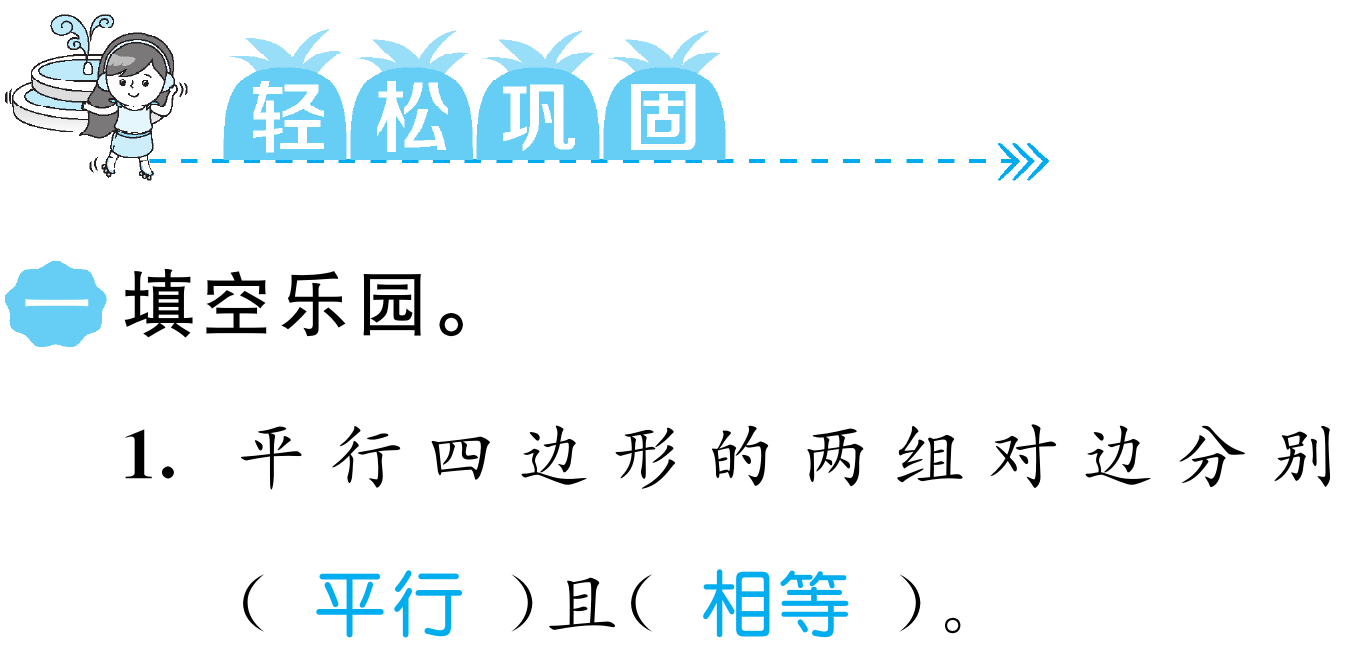 轻松巩固
一 填空乐园。
1. 平行四边形的两组对边分别
( 平行 )且( 相等 )。